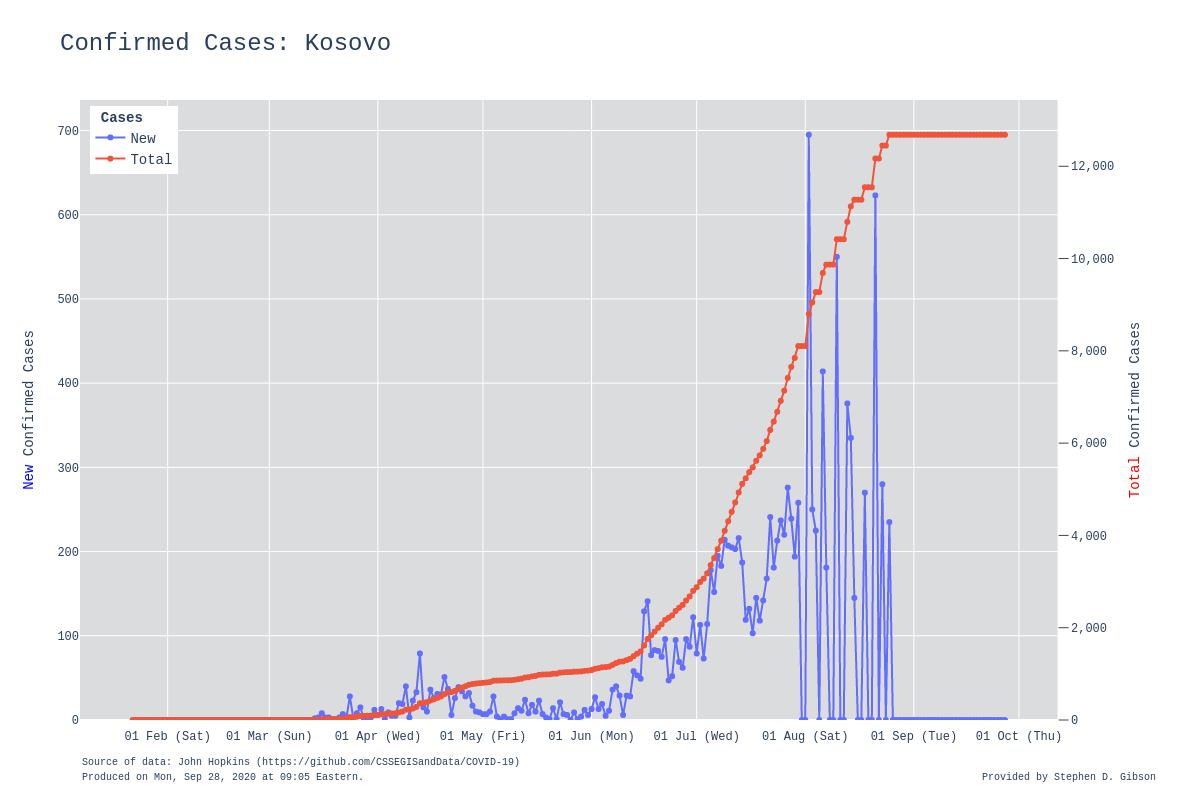 Confirmed Cases: Kosovo
Cases
New
Total
700
600
500
400
300
200
100
0
New Confirmed Cases
12,000
10,000
8,000
6,000
4,000
2,000
0
Total Confirmed Cases
01 Feb (Sat) 01 Mar (Sun) 01 Apr (Wed) 01 May (Fri) 01 Jun (Mon) 01 Jul (Wed) 01 Aug (Sat) 01 Sep (Tue) 01 Oct (Thu)
Source of data: John Hopkins (https://github.com/CSSEGISandData/COVID-19)
Produced on Mon, Sep 28, 2020 at 09:05 Eastern.
Provided by Stephen D. Gibson